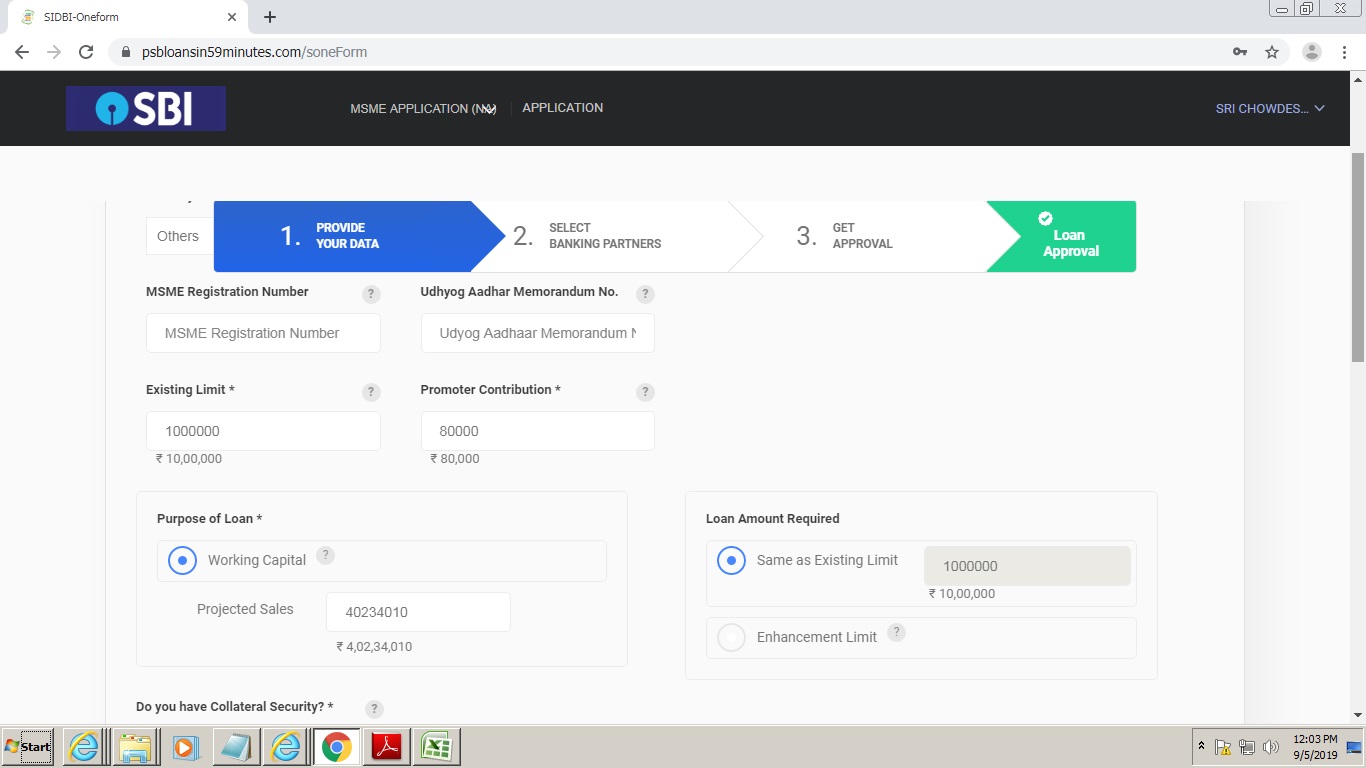 SIDBI-Oneform
psbloansin59minutes.com/soneForm
SBI
MSME APPLICATION
APPLICATION
SRI CHOWDES...
Others
1.
PROVIDE
YOUR DATA
2.
SELECT
BANKING PARTNERS
3.
GET
APPROVAL
Loan
Approval
MSME Registration Number ?
Udhyog Aadhar Memorandum No. ?
MSME Registration Number
Udyog Aadhaar Memorandum
Existing Limit * ?
Promoter Contribution * ?
1000000
80000
₹ 10,00,000
₹ 80,000
Purpose of Loan *
Working Capital ?
Projected Sales
40234010
₹ 4,02,34,010
Loan Amount Required
Same as Existing Limit
1000000
₹ 10,00,000
Enhancement Limit ?
Do you have Collateral Security? * ?
Start
12:03 PM
9/5/2019